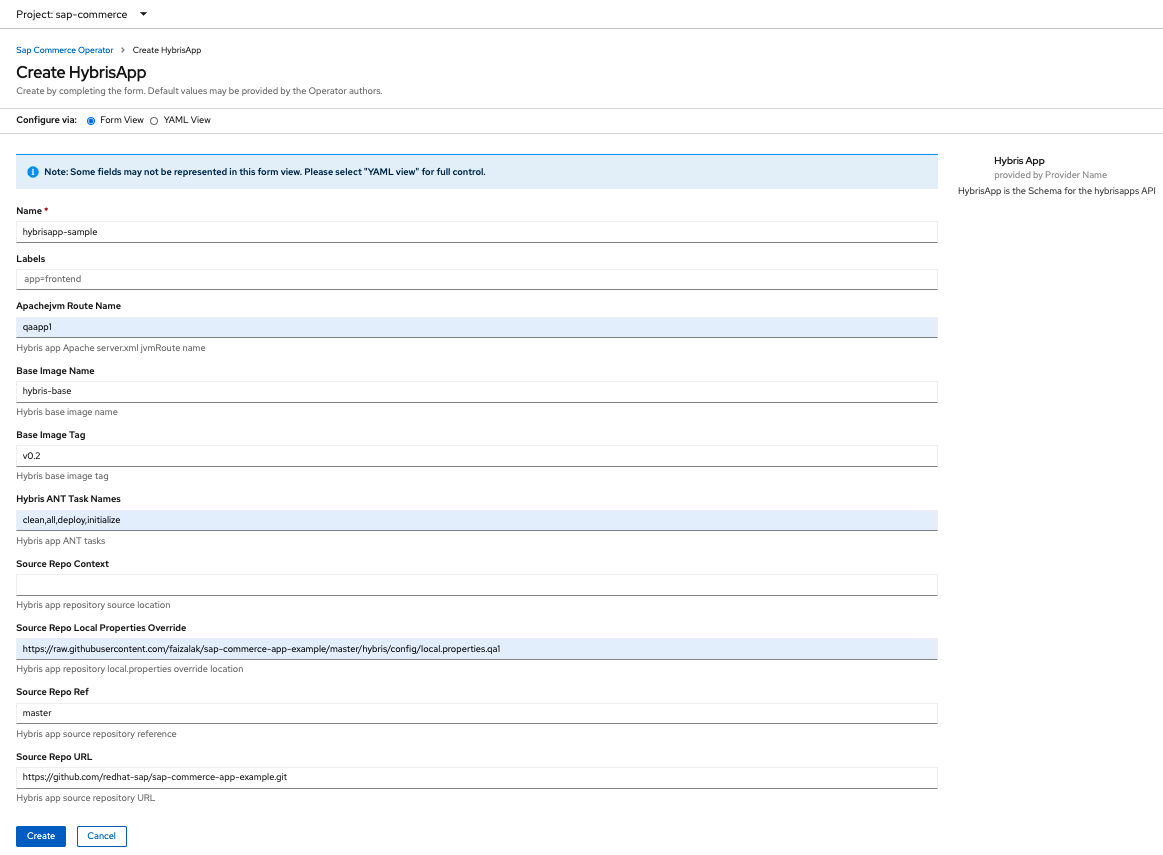 Project: sap-commerce
Sap Commerce Operator > Create HybrisApp
Create HybrisApp
Create by completing the form. Default values may be provided by the Operator authors.
Configure via: Form View YAML View
Note: Some fields may not be represented in this form view. Please select "YAML view" for full control.
Hybris App
provided by Provider Name
HybrisApp is the Schema for the hybrisapps API
Name *
hybrisapp-sample
Labels
app=frontend
Apachejvm Route Name
qaapp1
Hybris app Apache server.xml jvmRoute name
Base Image Name
hybris-base
Hybris base image name
Base Image Tag
v0.2
Hybris base image tag
Hybris ANT Task Names
clean,all,deploy,initialize
Hybris app ANT tasks
Source Repo Context
Hybris app repository source location
Source Repo Local Properties Override
https://raw.githubusercontent.com/faizalak/sap-commerce-app-example/master/hybris/config/local.properties.qa1
Hybris app repository local.properties override location
Source Repo Ref
master
Hybris app source repository reference
Source Repo URL
https://github.com/redhat-sap/sap-commerce-app-example.git
Hybris app source repository URL
Create Cancel